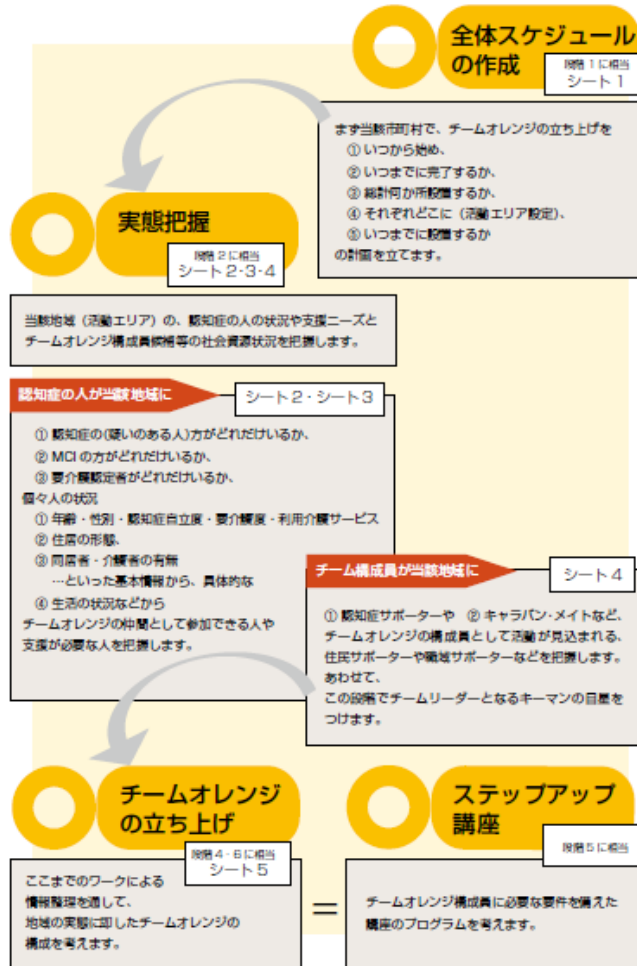 全体スケジュール
の作成
段階1に相当
シート1
まず当該市町村で、チームオレンジの立ち上げを
① いつから始め、
② いつまでに完了するか、
③ 総計何か所設置するか、
④ それぞれどこに（活動エリア設定）、
⑤ いつまでに設置するか
の計画を立てます。
実態把握
段階2に相当
シート2・3・4
当該地域（活動エリア）の、認知症の人の状況や支援ニーズと
チームオレンジ構成員候補等の社会資源状況を把握します。
認知症の人が当該地域に
シート2・シート3
① 認知症の(疑いのある人)方がどれだけいるか、
② MCIの方がどれだけいるか、
③ 要介護認定者がどれだけいるか、
個々人の状況
① 年齢・性別・認知症自立度・要介護度・利用介護サービス
② 住居の形態、
③ 同居者・介護者の有無
…といった基本情報から、具体的な
④ 生活の状況などから
チームオレンジの仲間として参加できる人や
支援が必要な人を把握します。
チーム構成員が当該地域に
シート4
① 認知症サポーターや ② キャラバン・メイトなど、
チームオレンジの構成員として活動が見込まれる、
住民サポーターや職域サポーターなどを把握します。
あわせて、
この段階でチームリーダーとなるキーマンの目星を
つけます。
チームオレンジ
の立ち上げ
段階4・6に相当
シート5
ここまでのワークによる
情報整理を通して、
地域の実態に即したチームオレンジの
構成を考えます。
=
ステップアップ
講座
段階5に相当
チームオレンジ構成員に必要な要件を備えた
講座のプログラムを考えます。